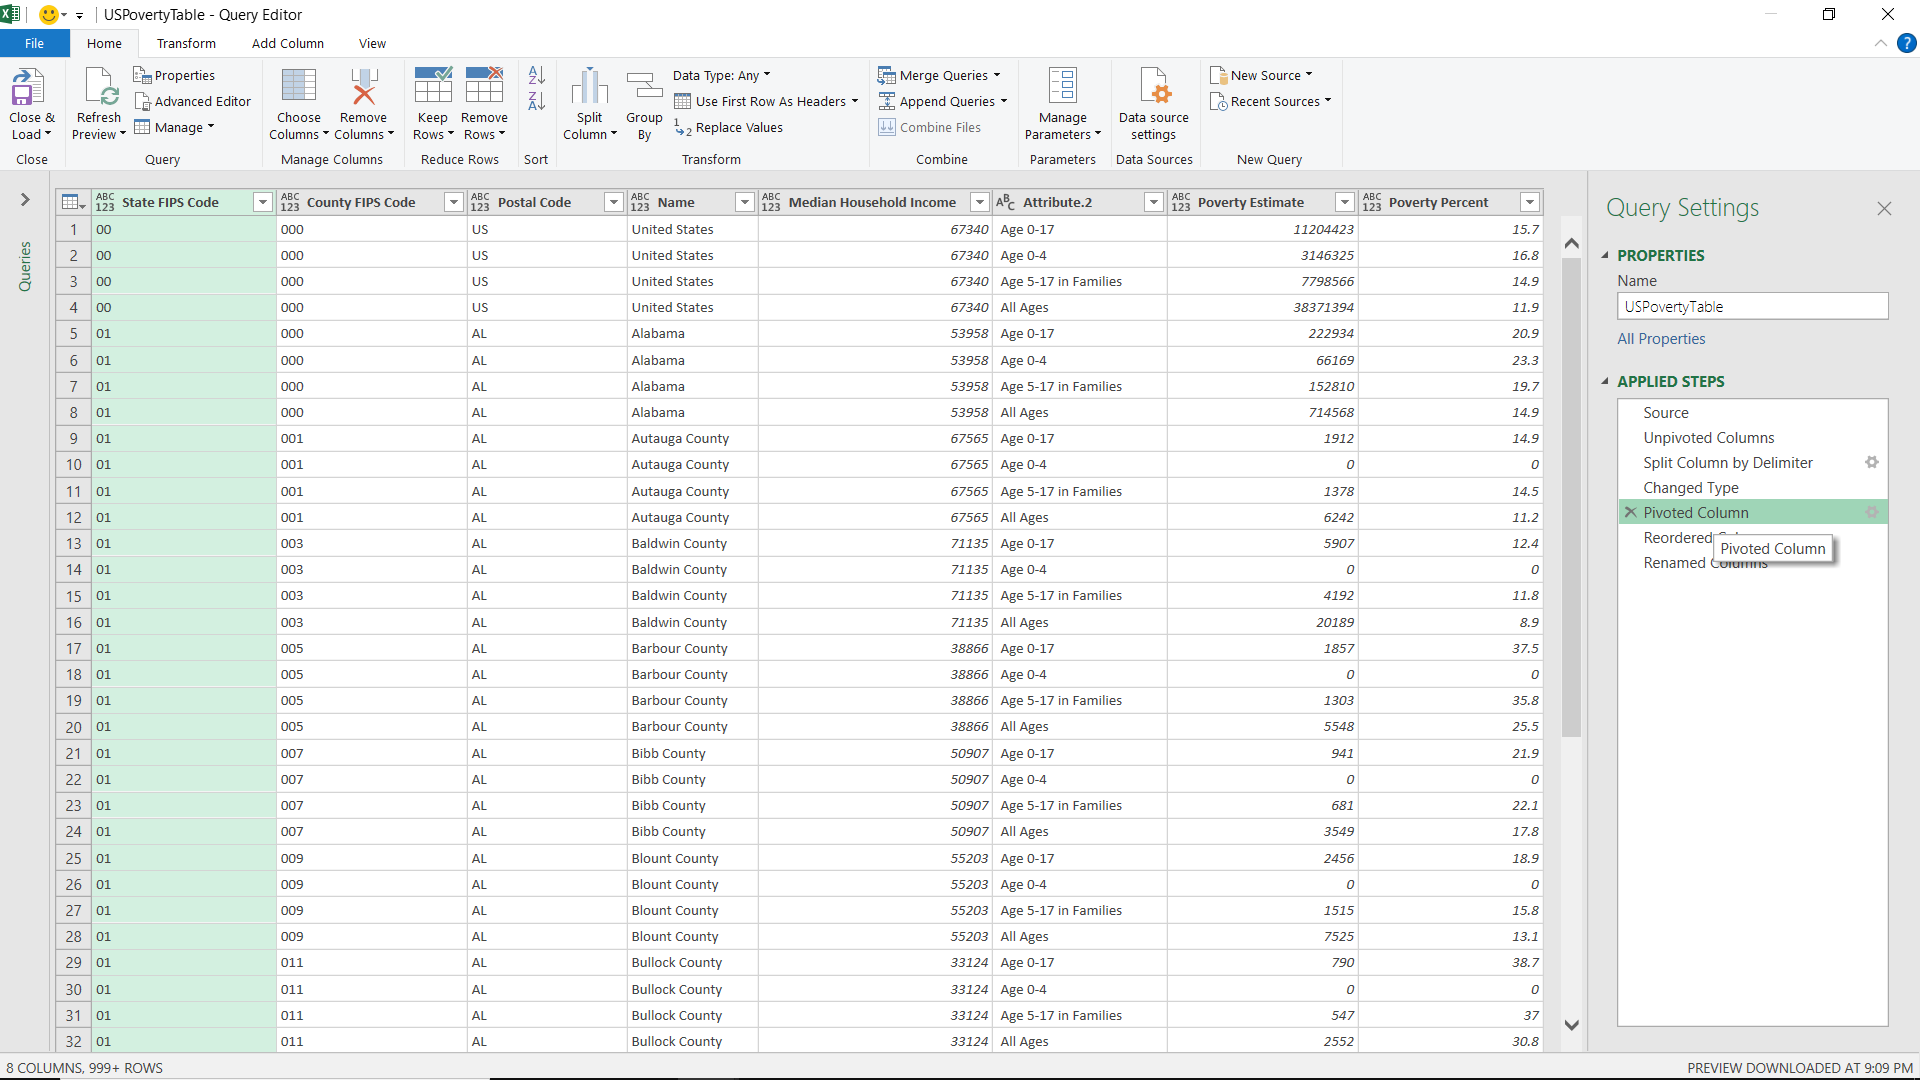 USPovertyTable - Query Editor
File Home Transform Add Column View
Close & Load
Refresh Preview
Properties
Advanced Editor
Manage
Choose Columns
Remove Columns
Keep Rows
Remove Rows
Split Column
Group By
Data Type: Any
Use First Row As Headers
Replace Values
Merge Queries
Append Queries
Combine Files
Manage Parameters
Data source settings
New Source
Recent Sources
Close Query Manage Columns Reduce Rows Sort Transform Combine Parameters Data Sources New Query
Queries
State FIPS Code County FIPS Code Postal Code Name Median Household Income Attribute.2 Poverty Estimate Poverty Percent
1 00 000 US United States 67340 Age 0-17 11204423 15.7
2 00 000 US United States 67340 Age 0-4 3146325 16.8
3 00 000 US United States 67340 Age 5-17 in Families 7798566 14.9
4 00 000 US United States 67340 All Ages 38371394 11.9
5 01 000 AL Alabama 53958 Age 0-17 222934 20.9
6 01 000 AL Alabama 53958 Age 0-4 66169 23.3
7 01 000 AL Alabama 53958 Age 5-17 in Families 152810 19.7
8 01 000 AL Alabama 53958 All Ages 714568 14.9
9 01 001 AL Autauga County 67565 Age 0-17 1912 14.9
10 01 001 AL Autauga County 67565 Age 0-4 0 0
11 01 001 AL Autauga County 67565 Age 5-17 in Families 1378 14.5
12 01 001 AL Autauga County 67565 All Ages 6242 11.2
13 01 003 AL Baldwin County 71135 Age 0-17 5907 12.4
14 01 003 AL Baldwin County 71135 Age 0-4 0 0
15 01 003 AL Baldwin County 71135 Age 5-17 in Families 4192 11.8
16 01 003 AL Baldwin County 71135 All Ages 20189 8.9
17 01 005 AL Barbour County 38866 Age 0-17 1857 37.5
18 01 005 AL Barbour County 38866 Age 0-4 0 0
19 01 005 AL Barbour County 38866 Age 5-17 in Families 1303 35.8
20 01 005 AL Barbour County 38866 All Ages 5548 25.5
21 01 007 AL Bibb County 50907 Age 0-17 941 21.9
22 01 007 AL Bibb County 50907 Age 0-4 0 0
23 01 007 AL Bibb County 50907 Age 5-17 in Families 681 22.1
24 01 007 AL Bibb County 50907 All Ages 3549 17.8
25 01 009 AL Blount County 55203 Age 0-17 2456 18.9
26 01 009 AL Blount County 55203 Age 0-4 0 0
27 01 009 AL Blount County 55203 Age 5-17 in Families 1515 15.8
28 01 009 AL Blount County 55203 All Ages 7525 13.1
29 01 011 AL Bullock County 33124 Age 0-17 790 38.7
30 01 011 AL Bullock County 33124 Age 0-4 0 0
31 01 011 AL Bullock County 33124 Age 5-17 in Families 547 37
32 01 011 AL Bullock County 33124 All Ages 2552 30.8
Query Settings
PROPERTIES
Name
USPovertyTable
All Properties
APPLIED STEPS
Source
Unpivoted Columns
Split Column by Delimiter
Changed Type
Pivoted Column
Reordered
Pivoted Column
Renamed Columns
8 COLUMNS, 999+ ROWS
PREVIEW DOWNLOADED AT 9:09 PM